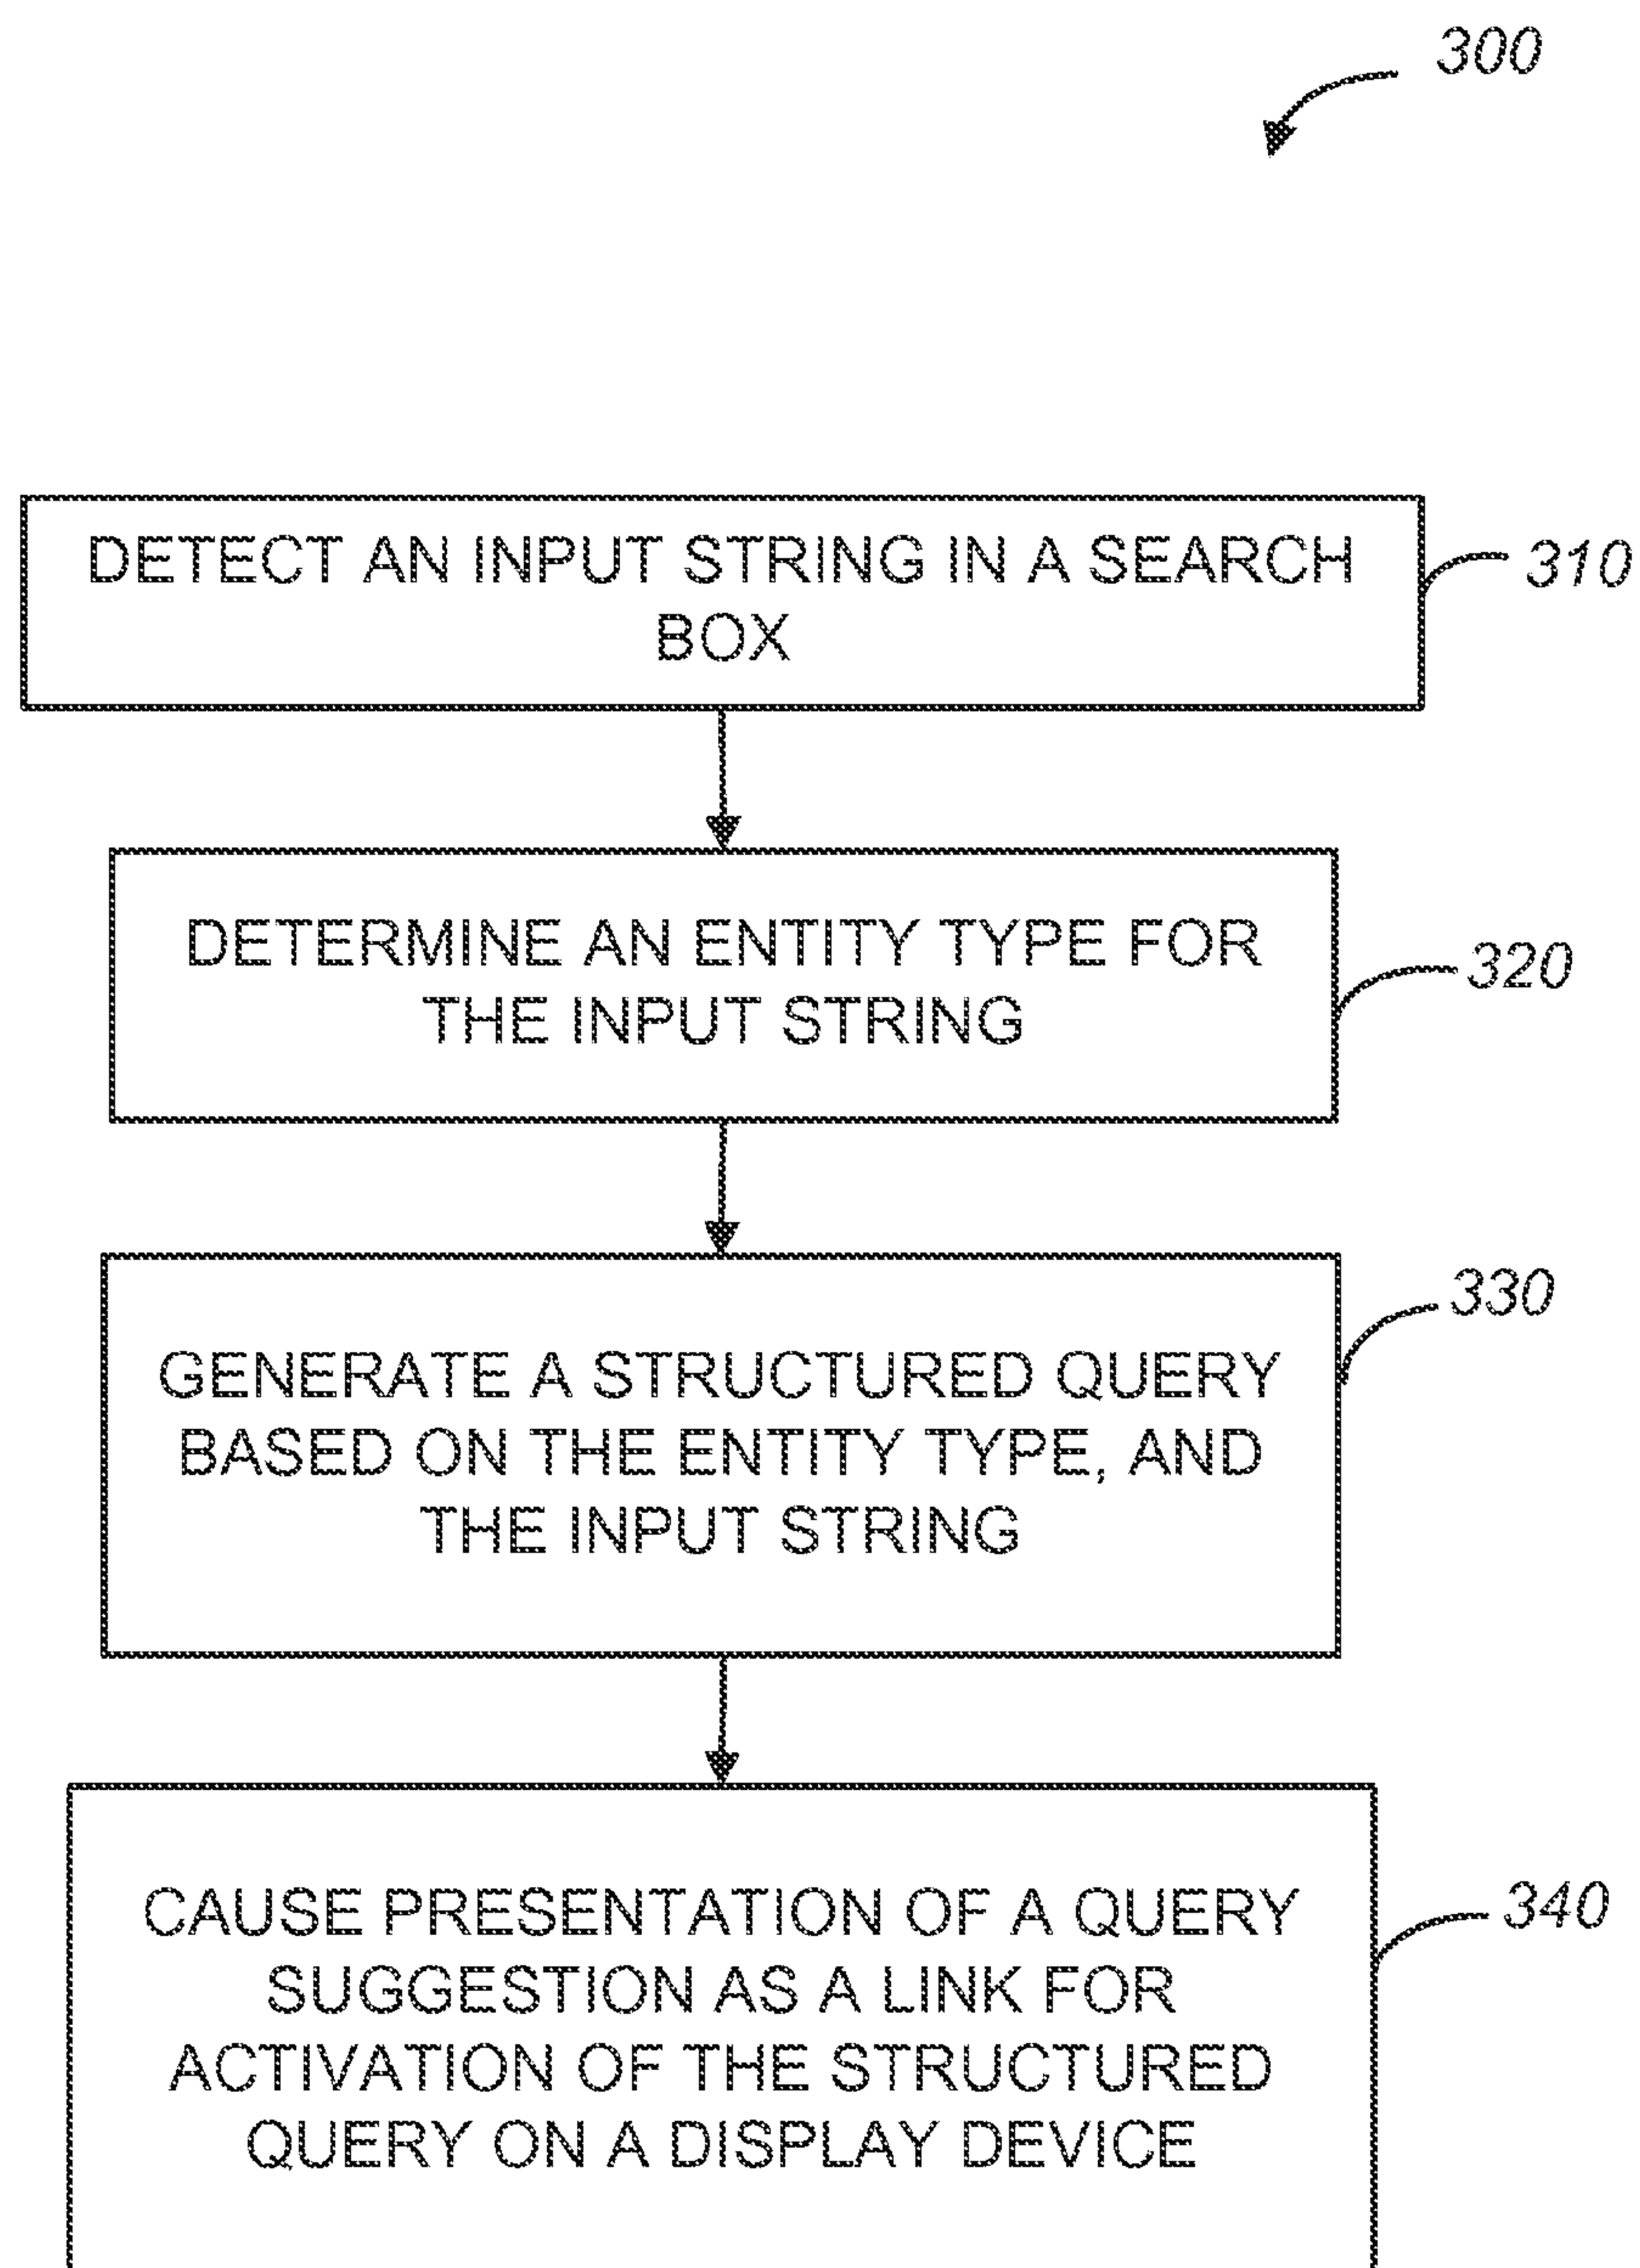 300
DETECT AN INPUT STRING IN A SEARCH
BOX
310
DETERMINE AN ENTITY TYPE FOR
THE INPUT STRING
320
330
GENERATE A STRUCTURED QUERY
BASED ON THE ENTITY TYPE, AND
THE INPUT STRING
CAUSE PRESENTATION OF A QUERY
SUGGESTION AS A LINK FOR
ACTIVATION OF THE STRUCTURED
QUERY ON A DISPLAY DEVICE
340